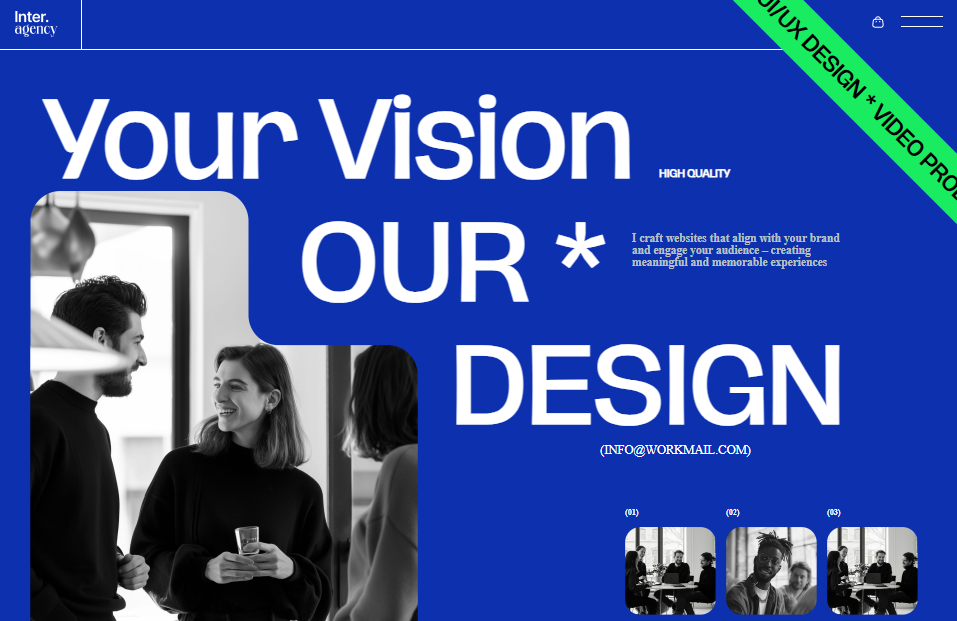 Inter.
agency
UI/UX DESIGN * VIDEO
Your Vision
HIGH QUALITY
OUR *
I craft websites that align with your brand
and engage your audience – creating
meaningful and memorable experiences
DESIGN
(INFO@WORKMAIL.COM)
(01)
(02)
(03)